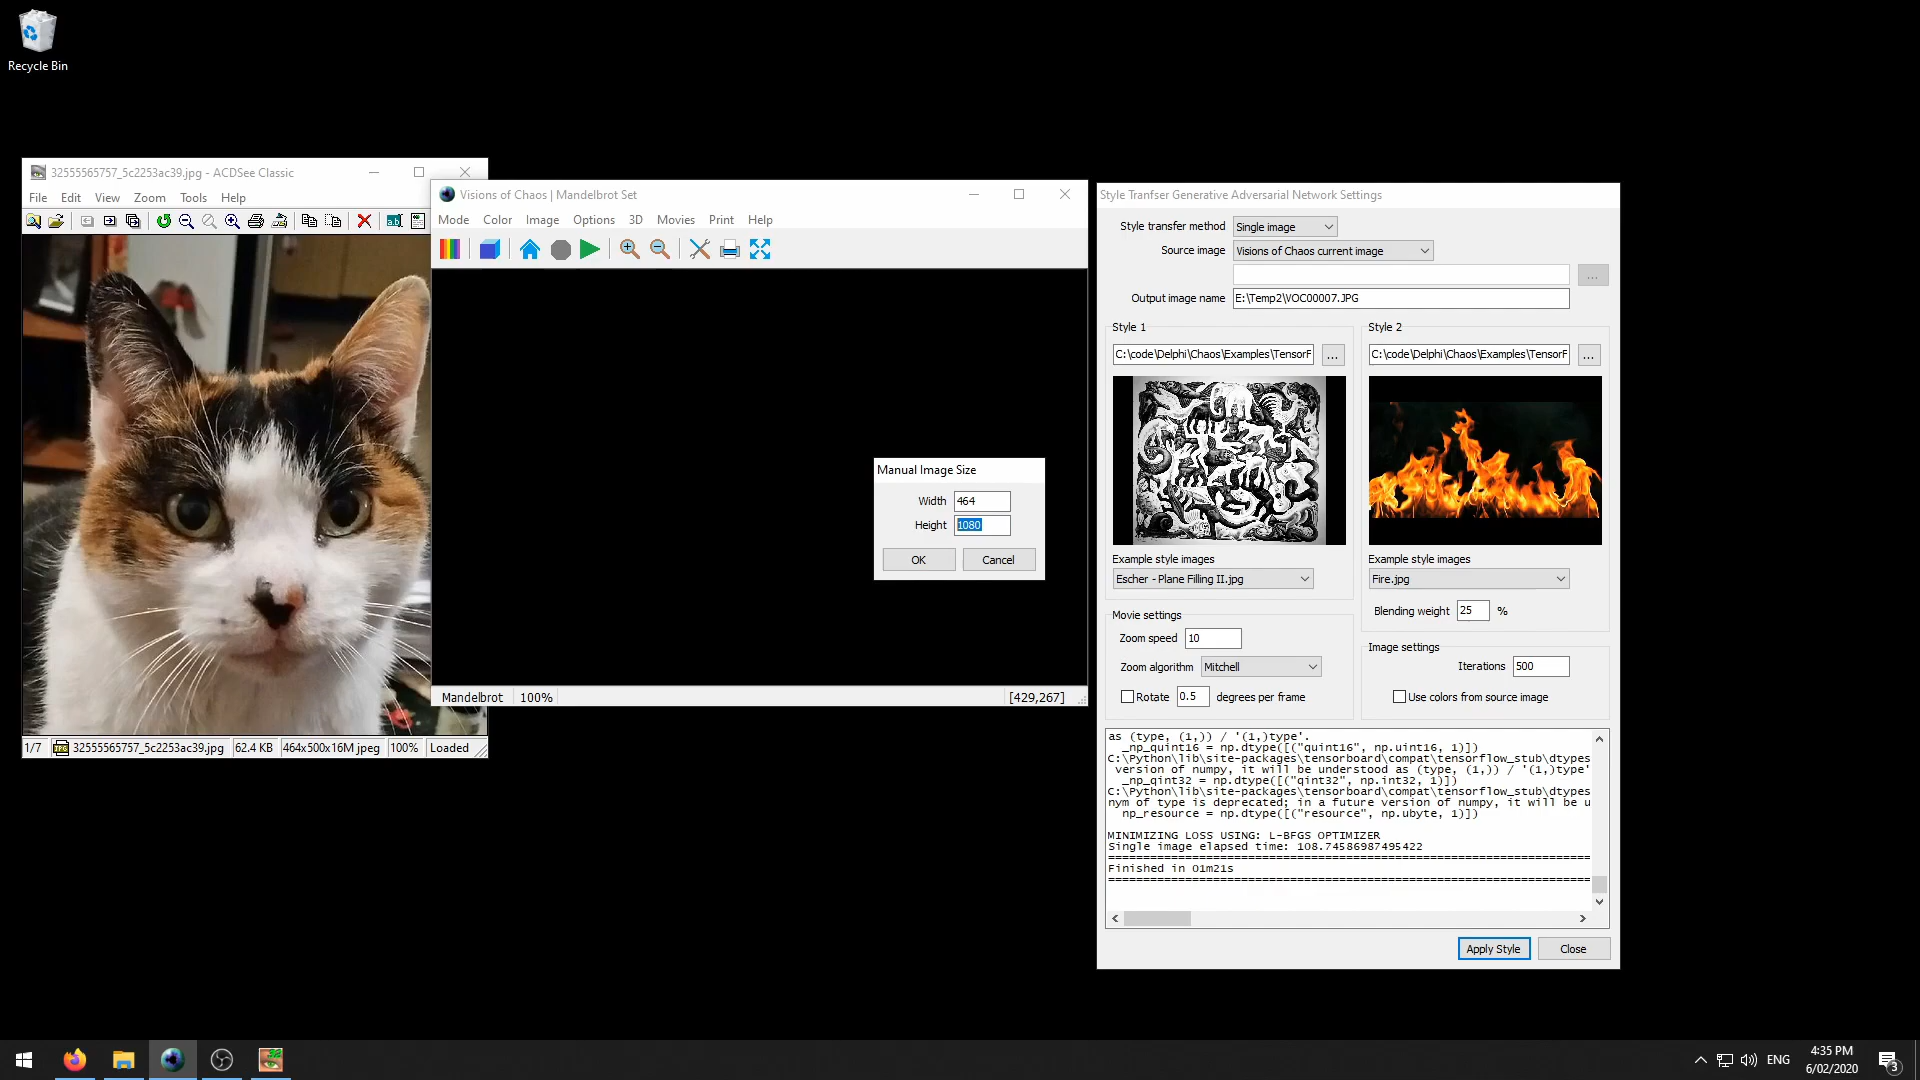 Recycle Bin
32555565757_5c2253ac39.jpg - ACDSee Classic
File Edit View Zoom Tools Help
1/7 32555565757_5c2253ac39.jpg 62.4 KB 464x500x16M jpeg 100% Loaded
Visions of Chaos | Mandelbrot Set
Mode Color Image Options 3D Movies Print Help
Manual Image Size
Width 464
Height 1080
OK Cancel
Mandelbrot 100% [429,267]
Style Tranfser Generative Adversarial Network Settings
Style transfer method Single image
Source image Visions of Chaos current image
...
Output image name E:\Temp2\VOC00007.JPG
Style 1
C:\code\Delphi\Chaos\Examples\TensorF ...
Example style images
Escher - Plane Filling II.jpg
Style 2
C:\code\Delphi\Chaos\Examples\TensorF ...
Example style images
Fire.jpg
Blending weight 25 %
Movie settings
Zoom speed 10
Zoom algorithm Mitchell
Rotate 0.5 degrees per frame
Image settings
Iterations 500
Use colors from source image
as (type, (1,)) / '(1,)type'.
_np_quint16 = np.dtype([("quint16", np.uint16, 1)])
C:\Python\lib\site-packages\tensorboard\compat\tensorflow_stub\dtypes
version of numpy, it will be understood as (type, (1,)) / '(1,)type'
_np_qint32 = np.dtype([("qint32", np.int32, 1)])
C:\Python\lib\site-packages\tensorboard\compat\tensorflow_stub\dtypes
nym of type is deprecated; in a future version of numpy, it will be u
np_resource = np.dtype([("resource", np.ubyte, 1)])
MINIMIZING LOSS USING: L-BFGS OPTIMIZER
Single image elapsed time: 108.74586987495422
Finished in 01m21s
Apply Style Close
ENG
4:35 PM
6/02/2020
3